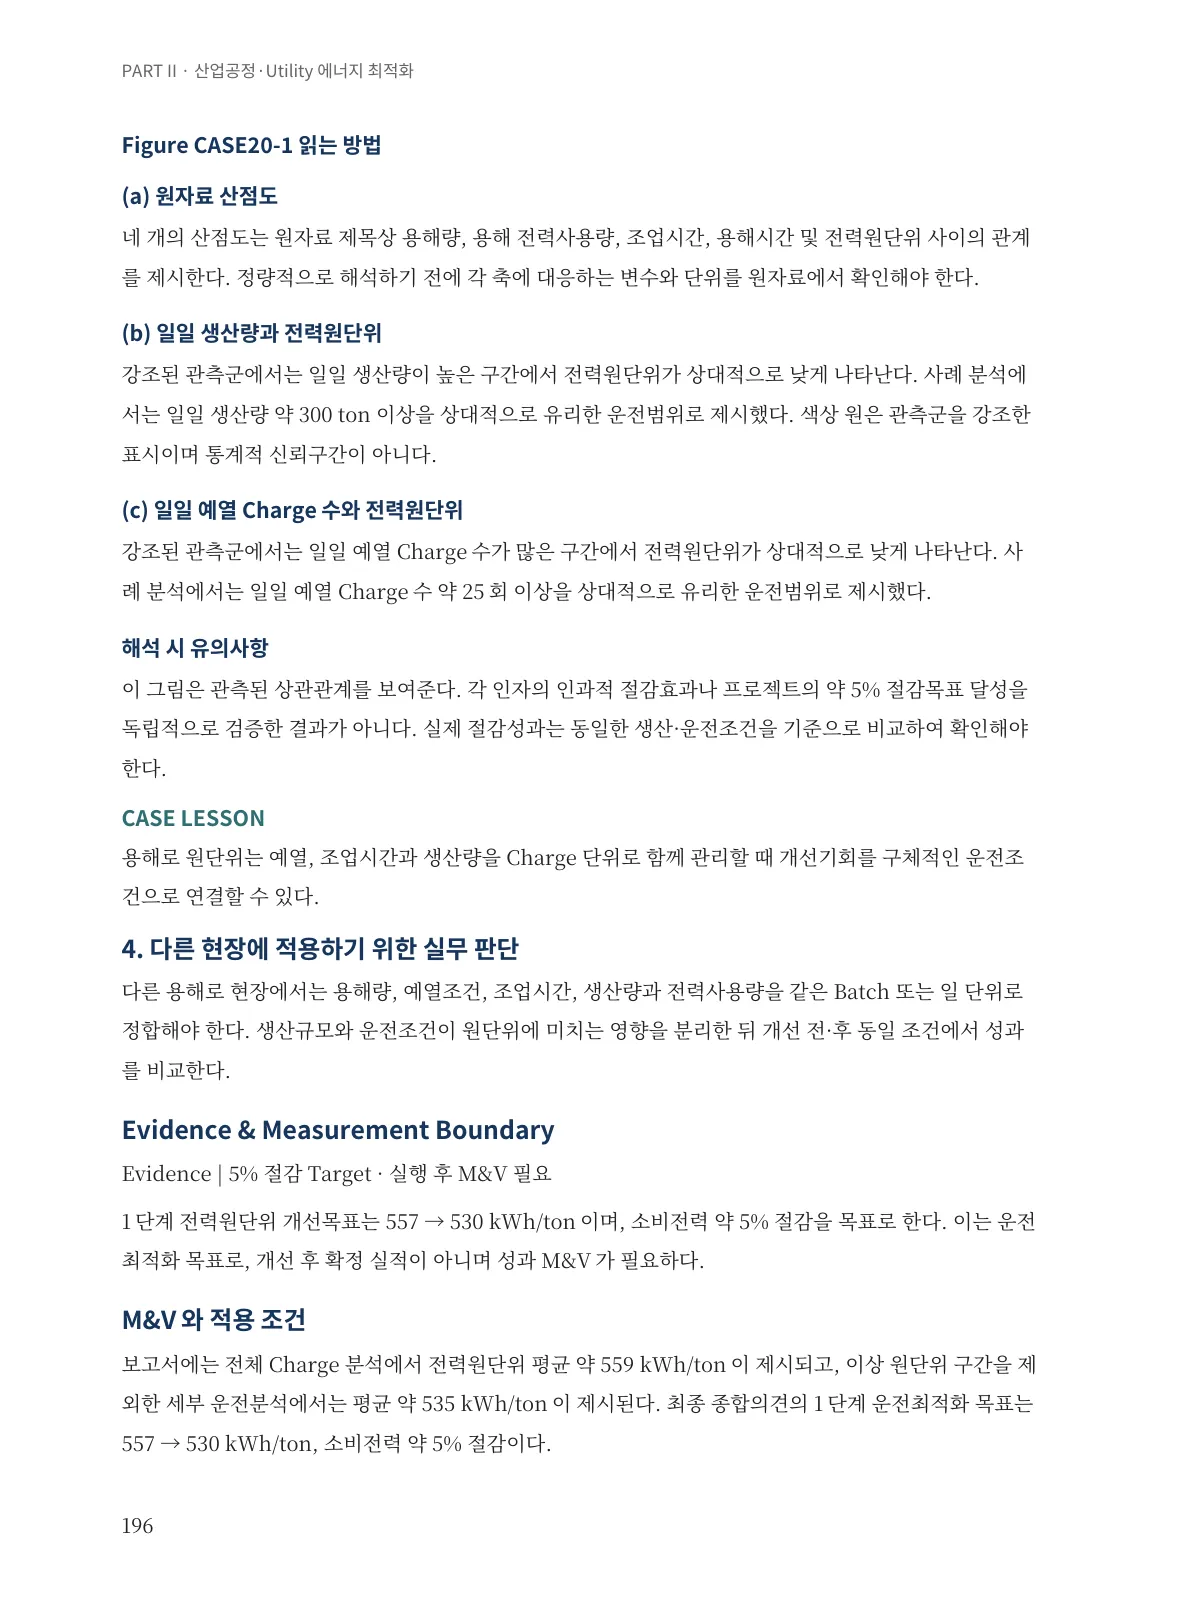 PART II · 산업공정·Utility 에너지 최적화
Figure CASE20-1 읽는 방법
(a) 원자료 산점도
네 개의 산점도는 원자료 제목상 용해량, 용해 전력사용량, 조업시간, 용해시간 및 전력원단위 사이의 관계
를 제시한다. 정량적으로 해석하기 전에 각 축에 대응하는 변수와 단위를 원자료에서 확인해야 한다.
(b) 일일 생산량과 전력원단위
강조된 관측군에서는 일일 생산량이 높은 구간에서 전력원단위가 상대적으로 낮게 나타난다. 사례 분석에
서는 일일 생산량 약 300 ton 이상을 상대적으로 유리한 운전범위로 제시했다. 색상 원은 관측군을 강조한
표시이며 통계적 신뢰구간이 아니다.
(c) 일일 예열 Charge 수와 전력원단위
강조된 관측군에서는 일일 예열 Charge 수가 많은 구간에서 전력원단위가 상대적으로 낮게 나타난다. 사
례 분석에서는 일일 예열 Charge 수 약 25 회 이상을 상대적으로 유리한 운전범위로 제시했다.
해석 시 유의사항
이 그림은 관측된 상관관계를 보여준다. 각 인자의 인과적 절감효과나 프로젝트의 약 5% 절감목표 달성을
독립적으로 검증한 결과가 아니다. 실제 절감성과는 동일한 생산·운전조건을 기준으로 비교하여 확인해야
한다.
CASE LESSON
용해로 원단위는 예열, 조업시간과 생산량을 Charge 단위로 함께 관리할 때 개선기회를 구체적인 운전조
건으로 연결할 수 있다.
4. 다른 현장에 적용하기 위한 실무 판단
다른 용해로 현장에서는 용해량, 예열조건, 조업시간, 생산량과 전력사용량을 같은 Batch 또는 일 단위로
정합해야 한다. 생산규모와 운전조건이 원단위에 미치는 영향을 분리한 뒤 개선 전·후 동일 조건에서 성과
를 비교한다.
Evidence & Measurement Boundary
Evidence | 5% 절감 Target · 실행 후 M&V 필요
1 단계 전력원단위 개선목표는 557 → 530 kWh/ton 이며, 소비전력 약 5% 절감을 목표로 한다. 이는 운전
최적화 목표로, 개선 후 확정 실적이 아니며 성과 M&V 가 필요하다.
M&V 와 적용 조건
보고서에는 전체 Charge 분석에서 전력원단위 평균 약 559 kWh/ton 이 제시되고, 이상 원단위 구간을 제
외한 세부 운전분석에서는 평균 약 535 kWh/ton 이 제시된다. 최종 종합의견의 1 단계 운전최적화 목표는
557 → 530 kWh/ton, 소비전력 약 5% 절감이다.
196